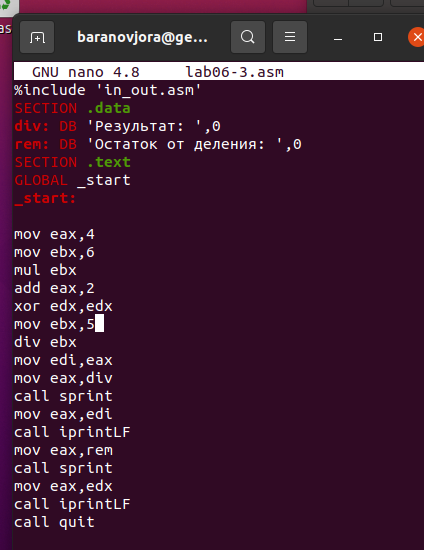 as
baranovjora@ge...
GNU nano 4.8 lab06-3.asm
%include 'in_out.asm'
SECTION .data
div: DB 'Результат: ',0
rem: DB 'Остаток от деления: ',0
SECTION .text
GLOBAL _start
_start:
mov eax,4
mov ebx,6
mul ebx
add eax,2
xor edx,edx
mov ebx,5
div ebx
mov edi,eax
mov eax,div
call sprint
mov eax,edi
call iprintLF
mov eax,rem
call sprint
mov eax,edx
call iprintLF
call quit